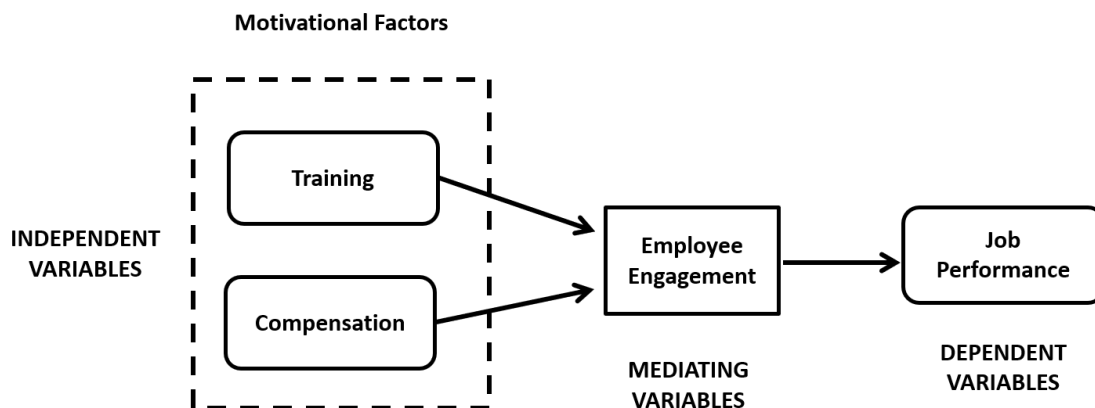 Motivational Factors
Training
INDEPENDENT
VARIABLES
Compensation
Employee
Engagement
MEDIATING
VARIABLES
Job
Performance
DEPENDENT
VARIABLES